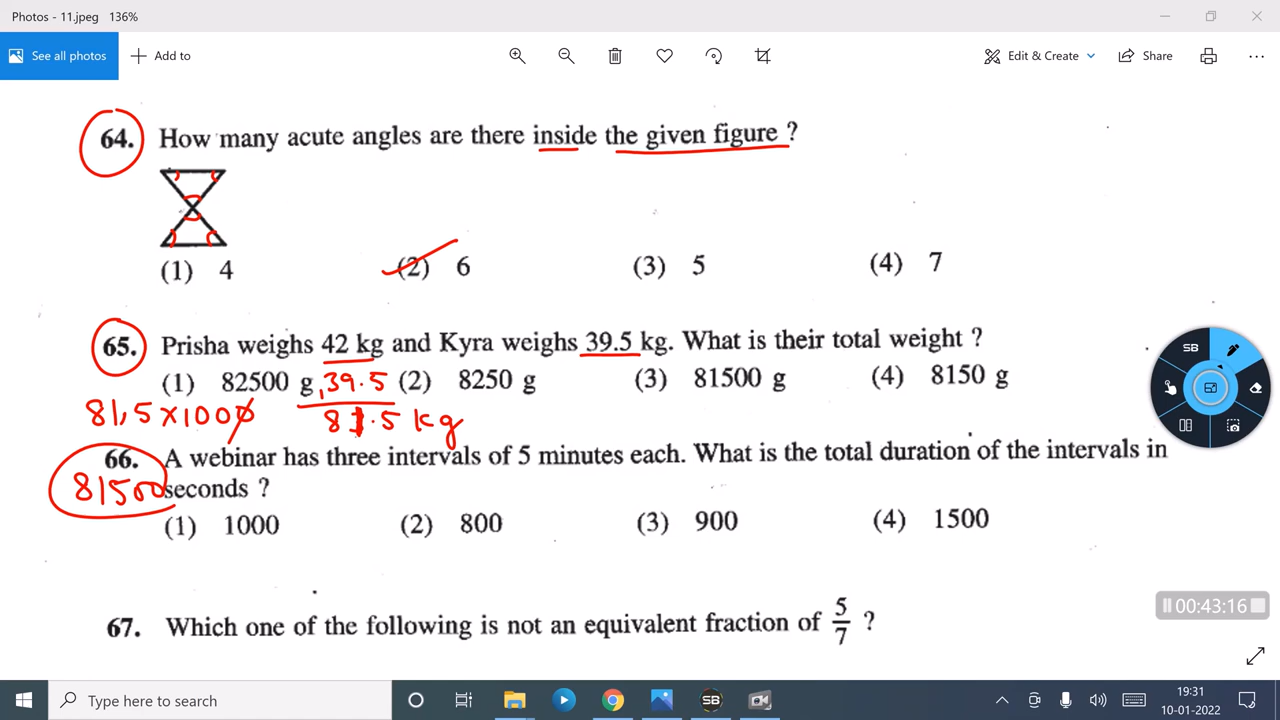 Photos - 11.jpeg 136%
See all photos
Add to
Edit & Create
Share
64. How many acute angles are there inside the given figure ?
(1) 4 (2) 6 (3) 5 (4) 7
65. Prisha weighs 42 kg and Kyra weighs 39.5 kg. What is their total weight ?
(1) 82500 g (2) 8250 g (3) 81500 g (4) 8150 g
39.5
81.5 kg
81.5 x 1000
81500
66. A webinar has three intervals of 5 minutes each. What is the total duration of the intervals in
seconds ?
(1) 1000 (2) 800 (3) 900 (4) 1500
67. Which one of the following is not an equivalent fraction of 5/7 ?
SB
00:43:16
Type here to search
SB
19:31
10-01-2022